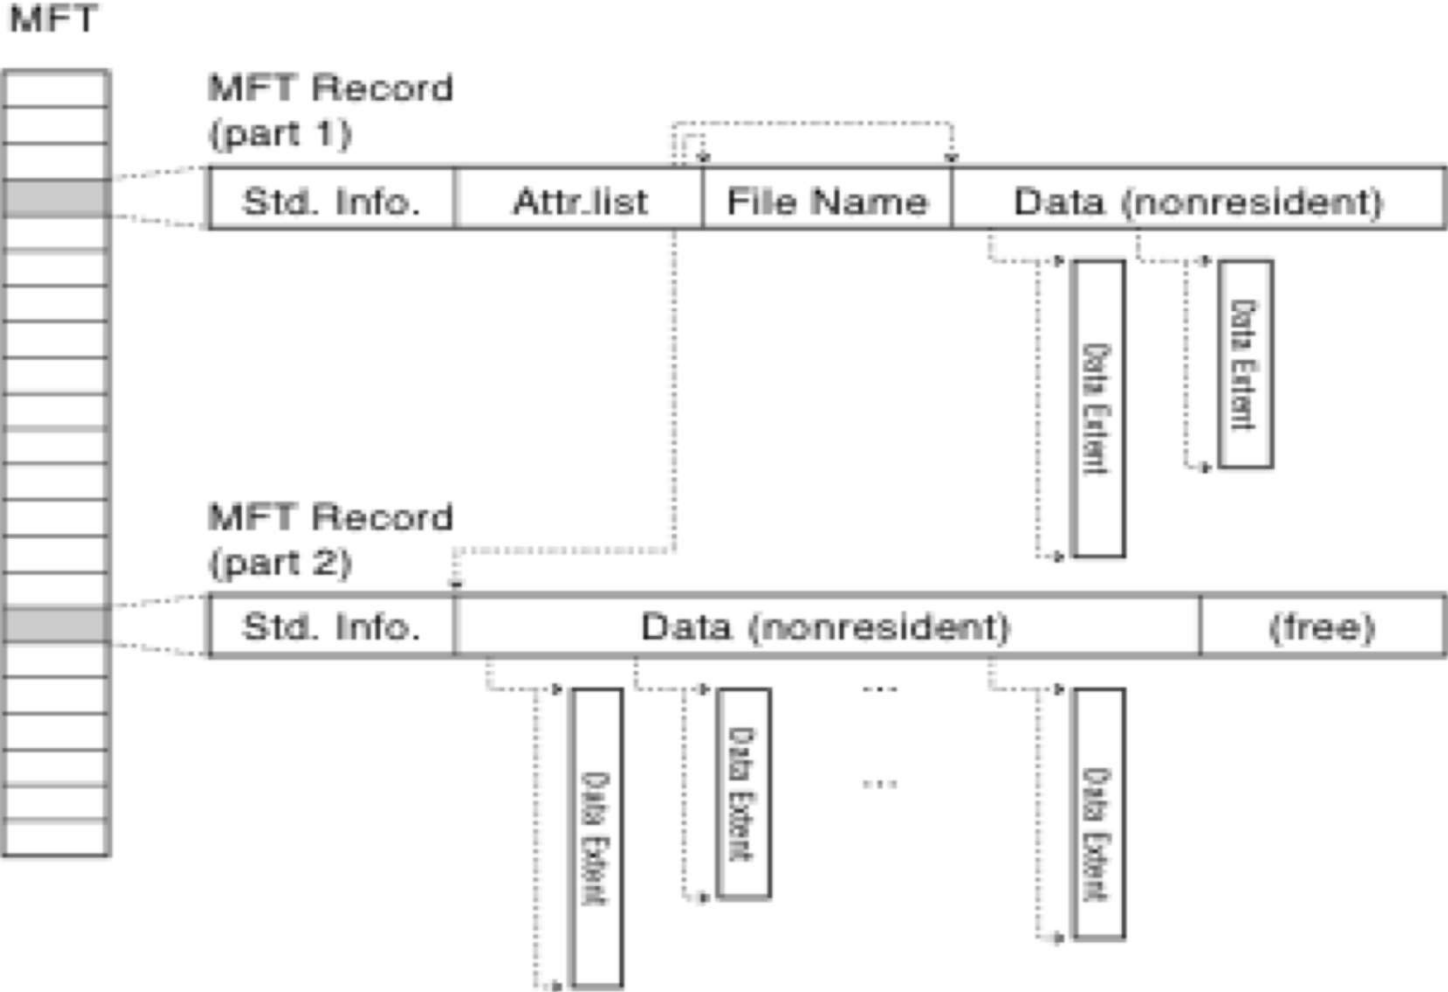 MFT
MFT Record
(part 1)
Std. Info.
Attr.list
File Name
Data (nonresident)
Data Extent
Data Extent
MFT Record
(part 2)
Std. Info.
Data (nonresident)
(free)
Data Extent
Data Extent
...
...
Data Extent